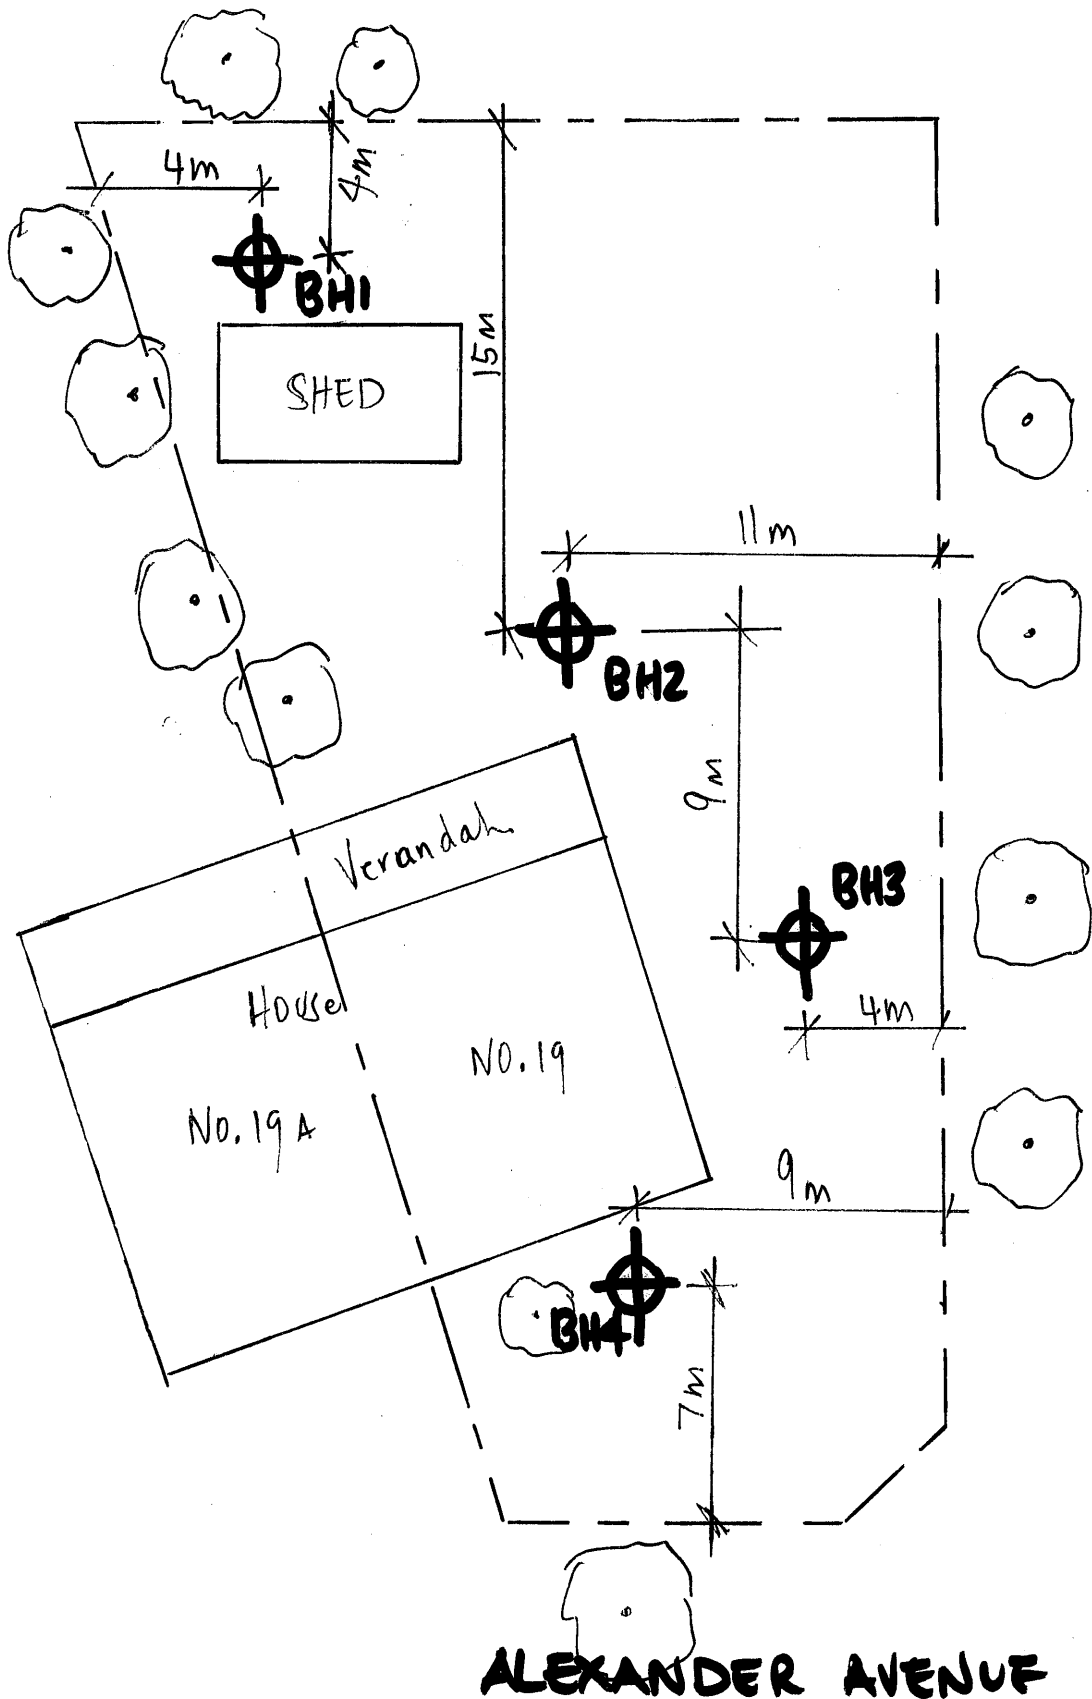 4m
4m
BH1
SHED
15m
11m
BH2
9m
Verandah
BH3
House
4m
No.19
No.19A
9m
BH4
7m
ALEXANDER AVENUE